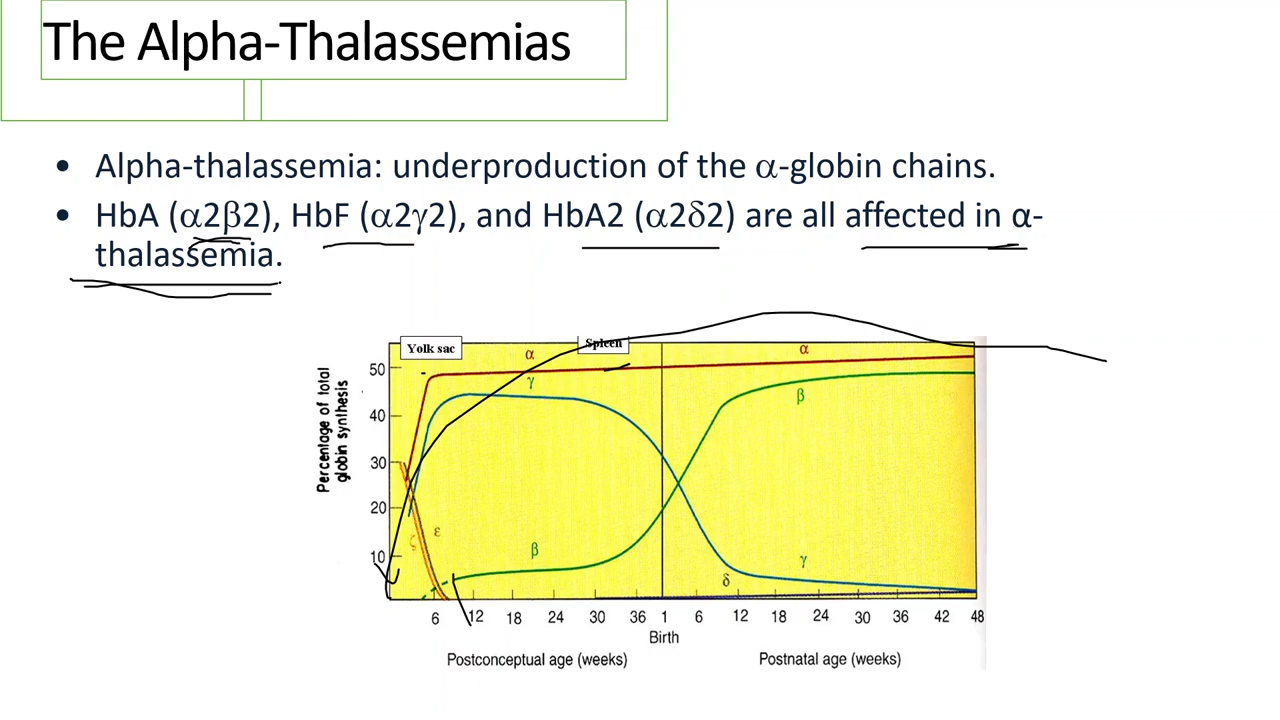 The Alpha-Thalassemias
• Alpha-thalassemia: underproduction of the α-globin chains.
• HbA (α2β2), HbF (α2γ2), and HbA2 (α2δ2) are all affected in α-
thalassemia.
Yolk sac
Spleen
Percentage of total
globin synthesis
50
40
30
20
10
α
γ
ε
ζ
β
α
β
γ
δ
6 12 18 24 30 36 1 6 12 18 24 30 36 42 48
Birth
Postconceptual age (weeks)
Postnatal age (weeks)